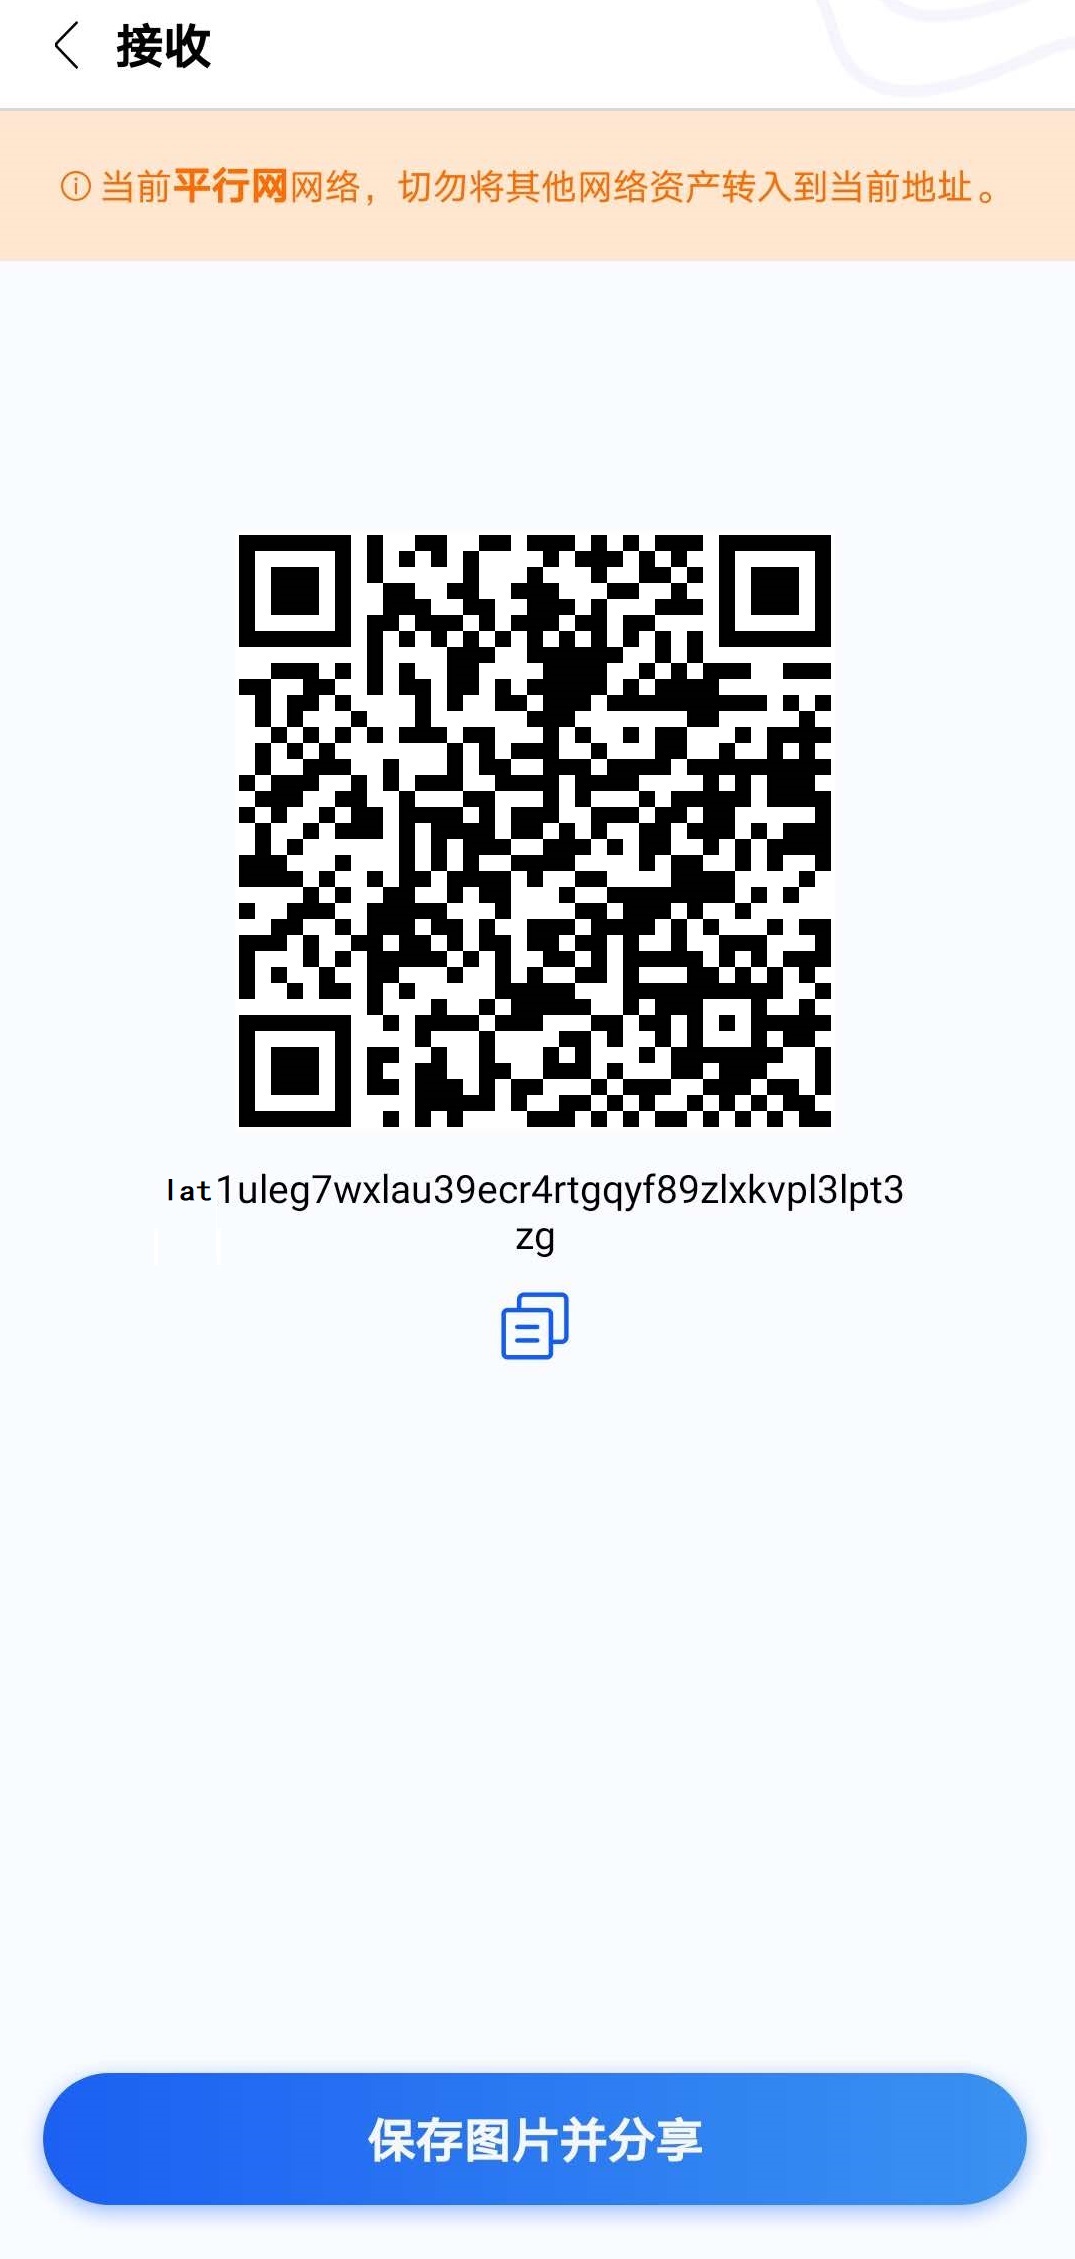 接收
当前平行网网络，切勿将其他网络资产转入到当前地址。
lat1uleg7wxlau39ecr4rtgqyf89zlxkvpl3lpt3
zg
保存图片并分享